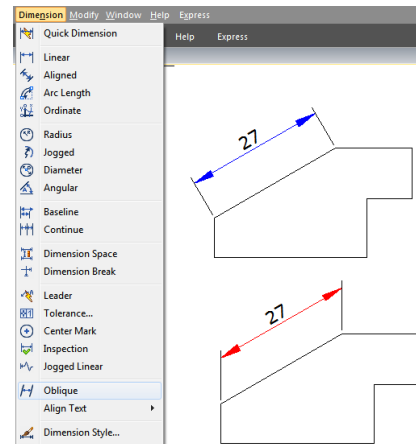 Dimension Modify Window Help Express
Quick Dimension
Help Express
Linear
Aligned
Arc Length
Ordinate
Radius
Jogged
Diameter
Angular
Baseline
Continue
Dimension Space
Dimension Break
Leader
Tolerance...
Center Mark
Inspection
Jogged Linear
Oblique
Align Text
Dimension Style...
27
27